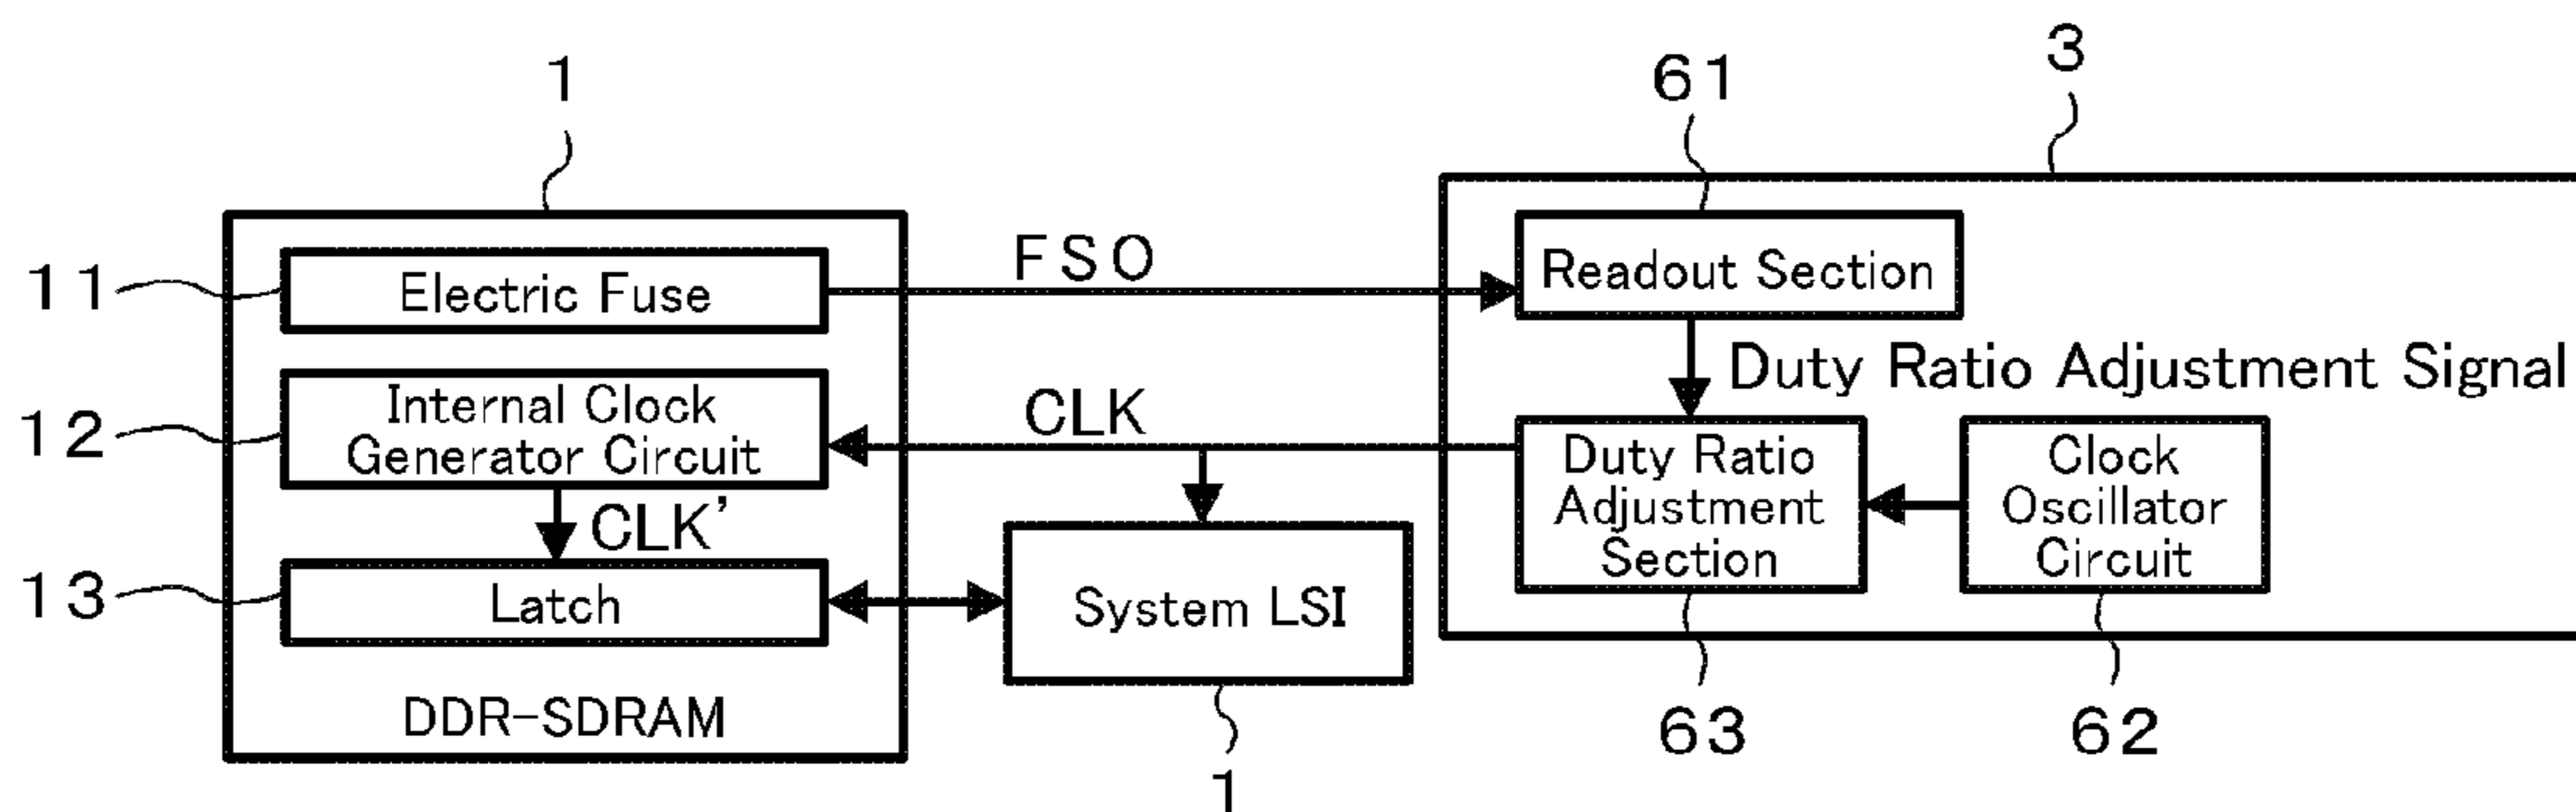 1
61
3
11
Electric Fuse
FSO
Readout Section
Duty Ratio Adjustment Signal
12
Internal Clock
Generator Circuit
CLK
Duty Ratio
Adjustment
Section
Clock
Oscillator
Circuit
CLK'
13
Latch
System LSI
DDR-SDRAM
63
62
1